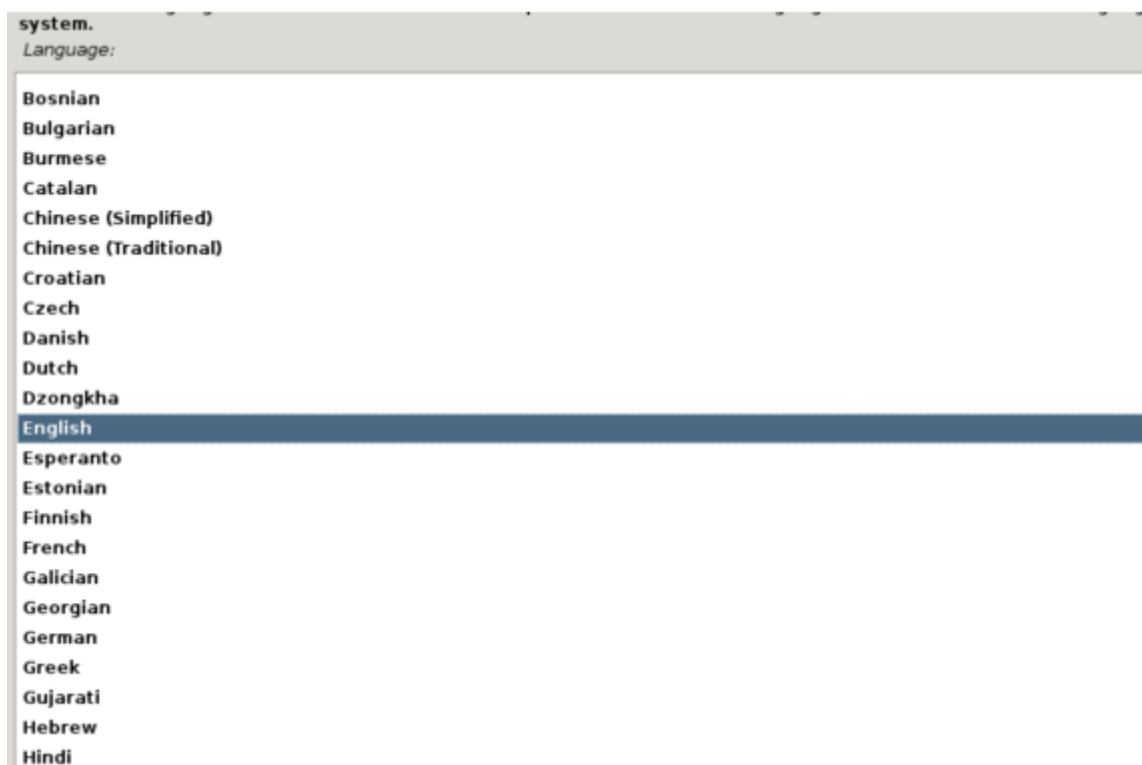 system.
Language:
Bosnian
Bulgarian
Burmese
Catalan
Chinese (Simplified)
Chinese (Traditional)
Croatian
Czech
Danish
Dutch
Dzongkha
English
Esperanto
Estonian
Finnish
French
Galician
Georgian
German
Greek
Gujarati
Hebrew
Hindi